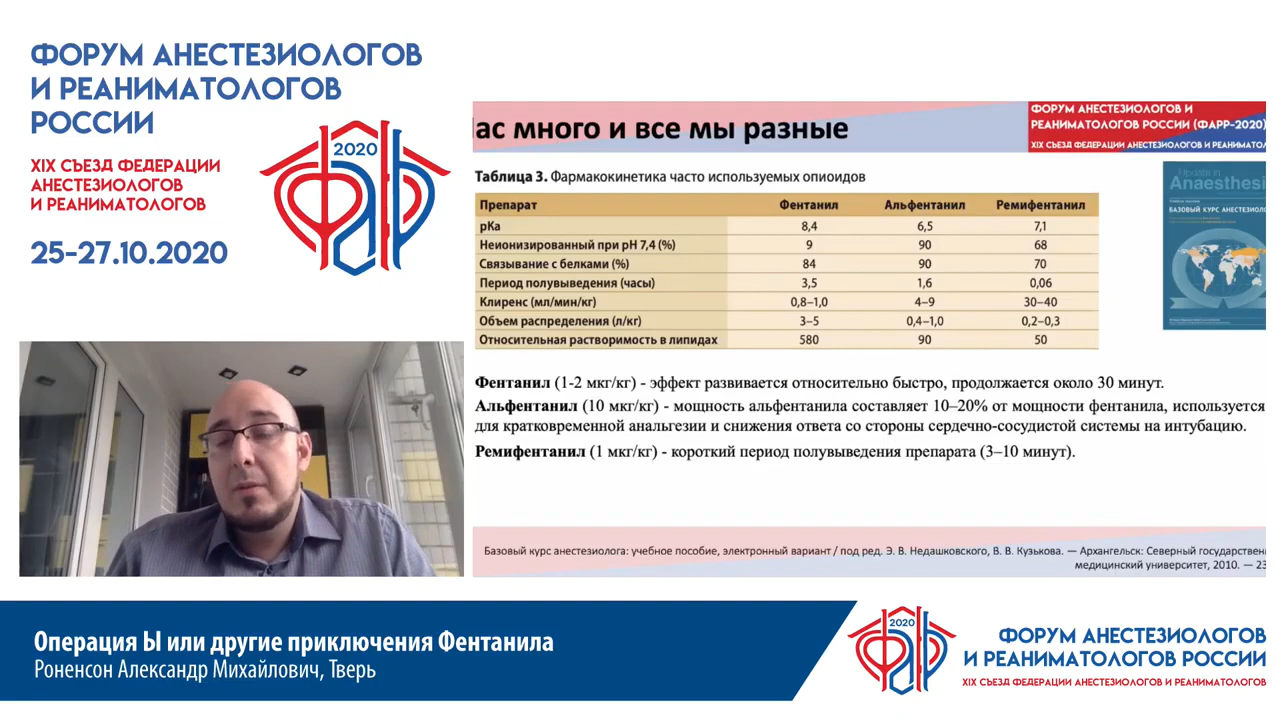 ФОРУМ АНЕСТЕЗИОЛОГОВ
И РЕАНИМАТОЛОГОВ
РОССИИ
XIX СЪЕЗД ФЕДЕРАЦИИ
АНЕСТЕЗИОЛОГОВ
И РЕАНИМАТОЛОГОВ
25-27.10.2020
2020
ас много и все мы разные
ФОРУМ АНЕСТЕЗИОЛОГОВ И
РЕАНИМАТОЛОГОВ РОССИИ (ФАРР-2020)
XIX СЪЕЗД ФЕДЕРАЦИИ АНЕСТЕЗИОЛОГОВ И РЕАНИМАТО
Таблица 3. Фармакокинетика часто используемых опиоидов
Препарат Фентанил Альфентанил Ремифентанил
pKa 8,4 6,5 7,1
Неионизированный при pH 7,4 (%) 9 90 68
Связывание с белками (%) 84 90 70
Период полувыведения (часы) 3,5 1,6 0,06
Клиренс (мл/мин/кг) 0,8–1,0 4–9 30–40
Объем распределения (л/кг) 3–5 0,4–1,0 0,2–0,3
Относительная растворимость в липидах 580 90 50
Update in
Anaesthesi
БАЗОВЫЙ КУРС АНЕСТЕЗИОЛО
Фентанил (1-2 мкг/кг) - эффект развивается относительно быстро, продолжается около 30 минут.
Альфентанил (10 мкг/кг) - мощность альфентанила составляет 10–20% от мощности фентанила, используется
для кратковременной анальгезии и снижения ответа со стороны сердечно-сосудистой системы на интубацию.
Ремифентанил (1 мкг/кг) - короткий период полувыведения препарата (3–10 минут).
Базовый курс анестезиолога: учебное пособие, электронный вариант / под ред. Э. В. Недашковского, В. В. Кузькова. — Архангельск: Северный государствен
медицинский университет, 2010. — 23
Операция Ы или другие приключения Фентанила
Роненсон Александр Михайлович, Тверь
2020
ФОРУМ АНЕСТЕЗИОЛОГОВ
И РЕАНИМАТОЛОГОВ РОССИИ
XIX СЪЕЗД ФЕДЕРАЦИИ АНЕСТЕЗИОЛОГОВ И РЕАНИМАТОЛОГОВ